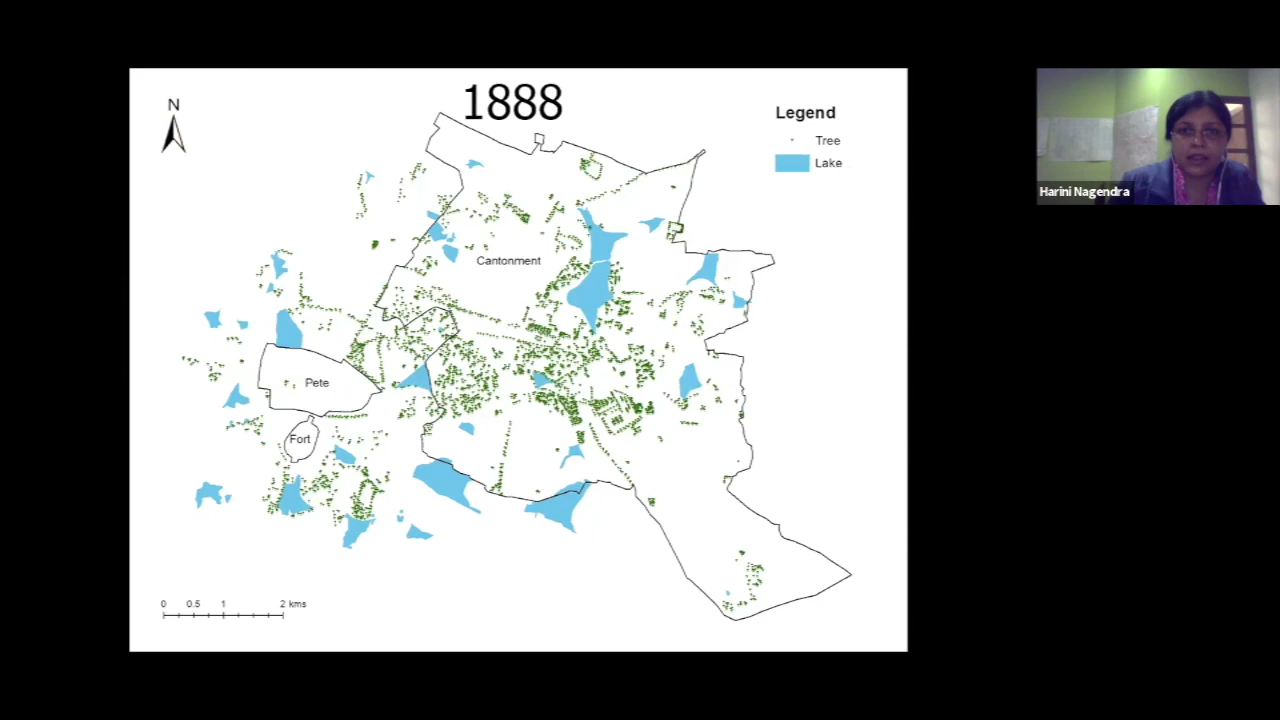 1888
N
Legend
Tree
Lake
Harini Nagendra
Cantonment
Pete
Fort
0 0.5 1 2 kms